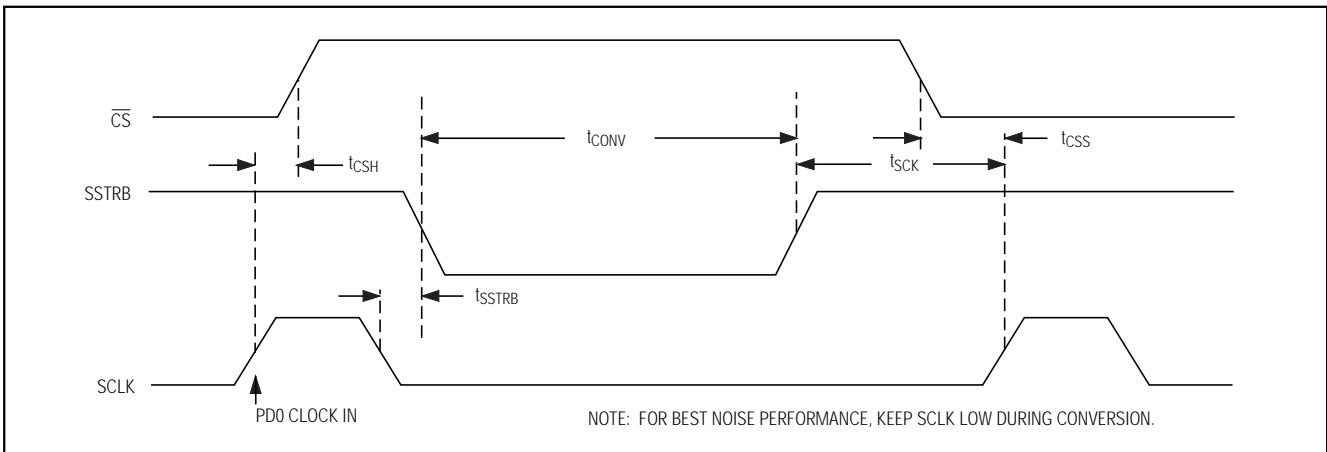 CS
tCONV
tCSS
tCSH
tSCK
SSTRB
tSSTRB
SCLK
PD0 CLOCK IN
NOTE: FOR BEST NOISE PERFORMANCE, KEEP SCLK LOW DURING CONVERSION.